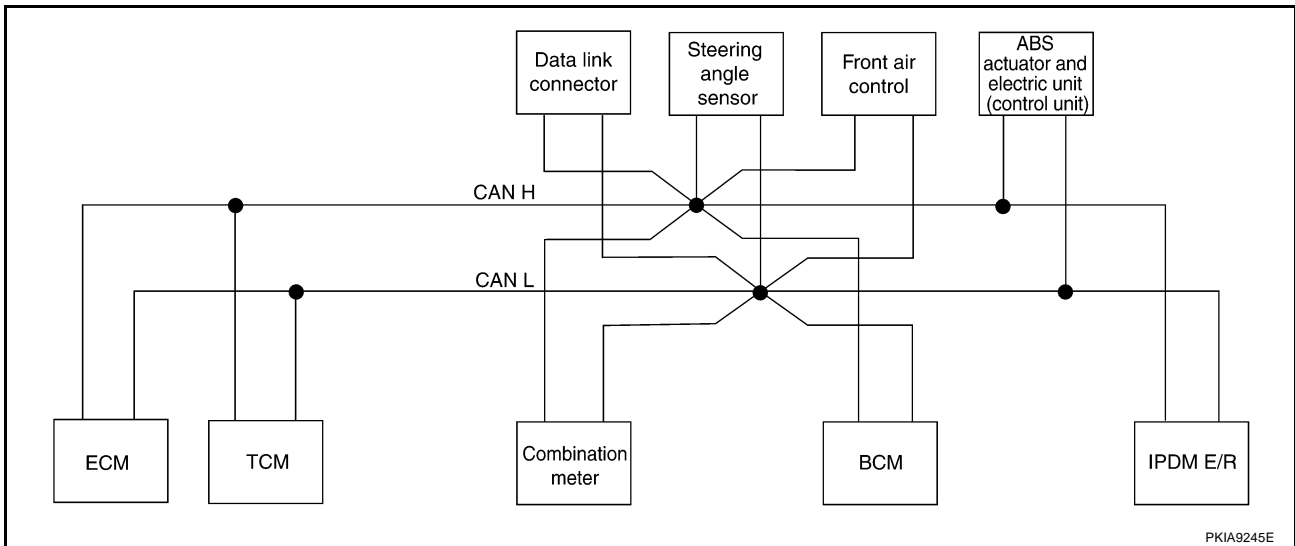 Data link
connector
Steering
angle
sensor
Front air
control
ABS
actuator and
electric unit
(control unit)
CAN H
CAN L
ECM
TCM
Combination
meter
BCM
IPDM E/R
PKIA9245E